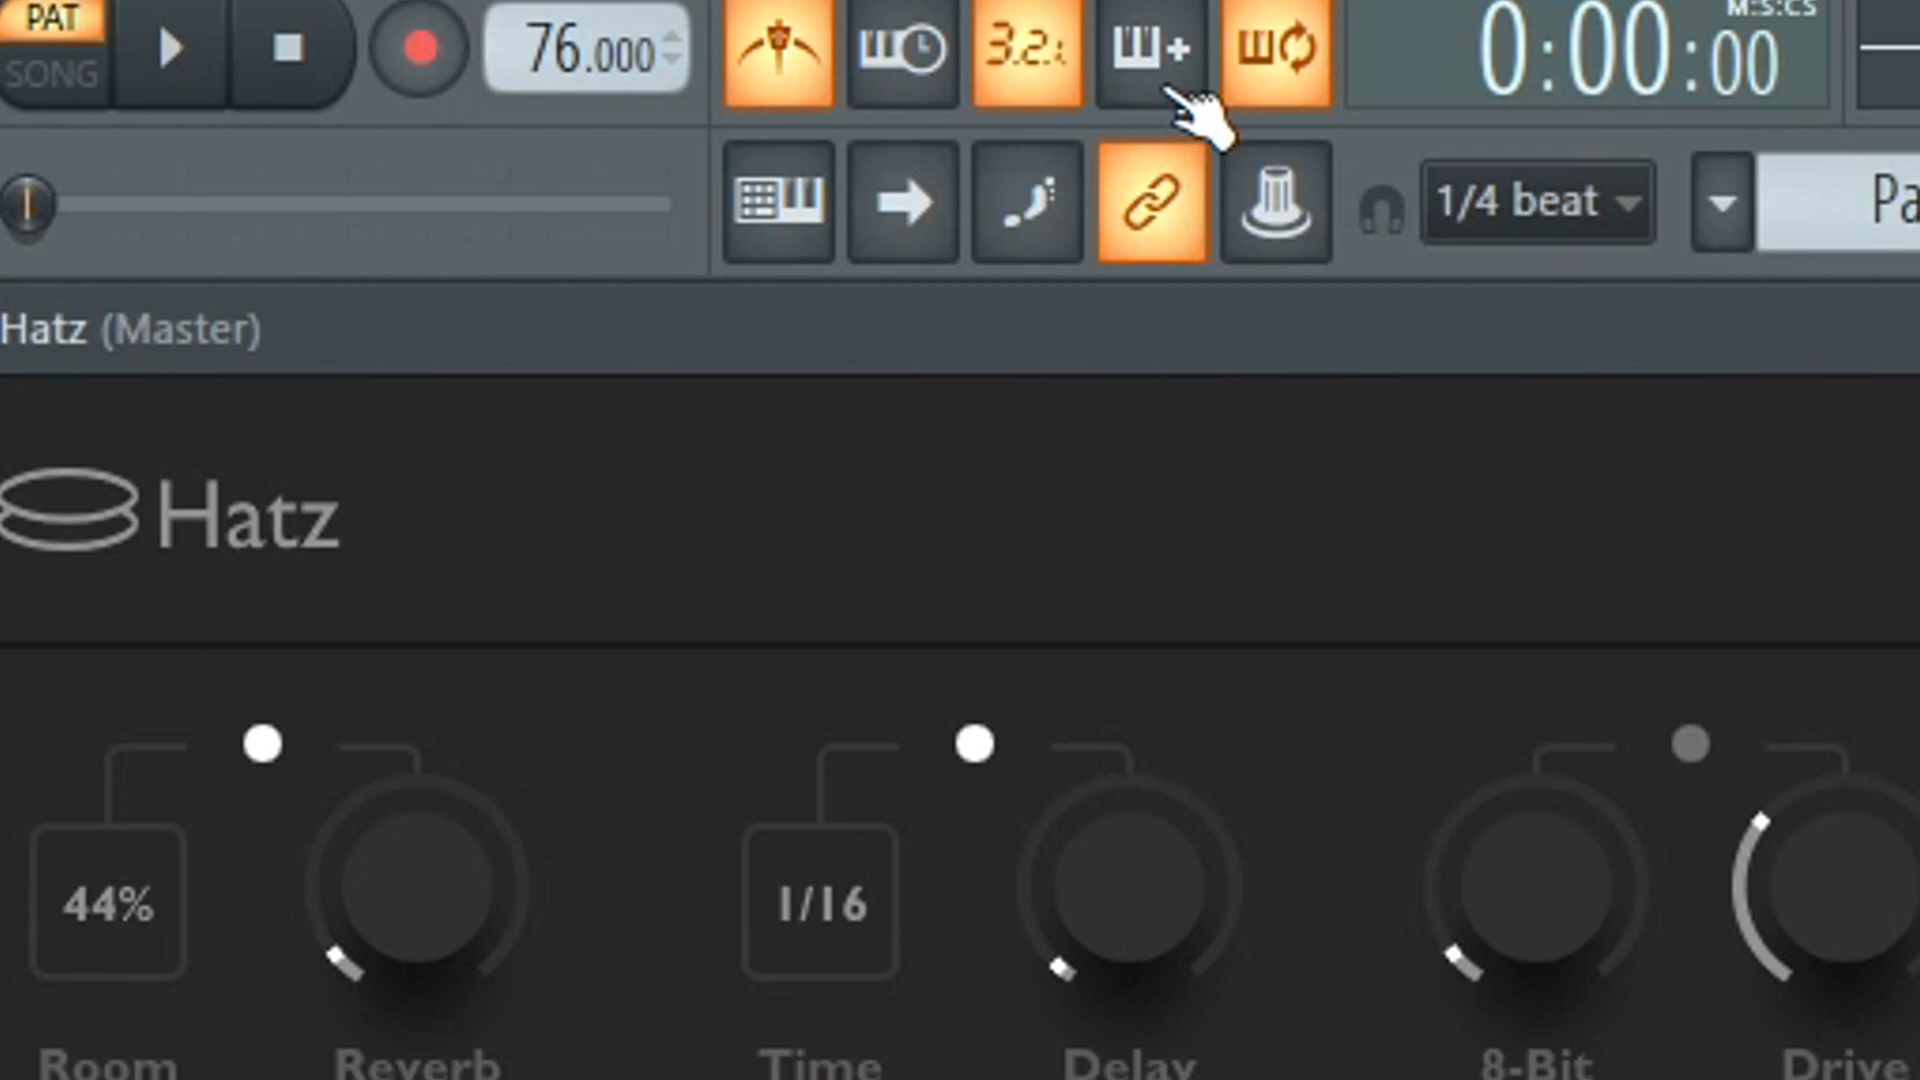 PAT
SONG
76.000
3.2.
M:S:CS
0:00:00
1/4 beat
Pa
Hatz (Master)
Hatz
44%
1/16
Room
Reverb
Time
Delay
8-Bit
Drive